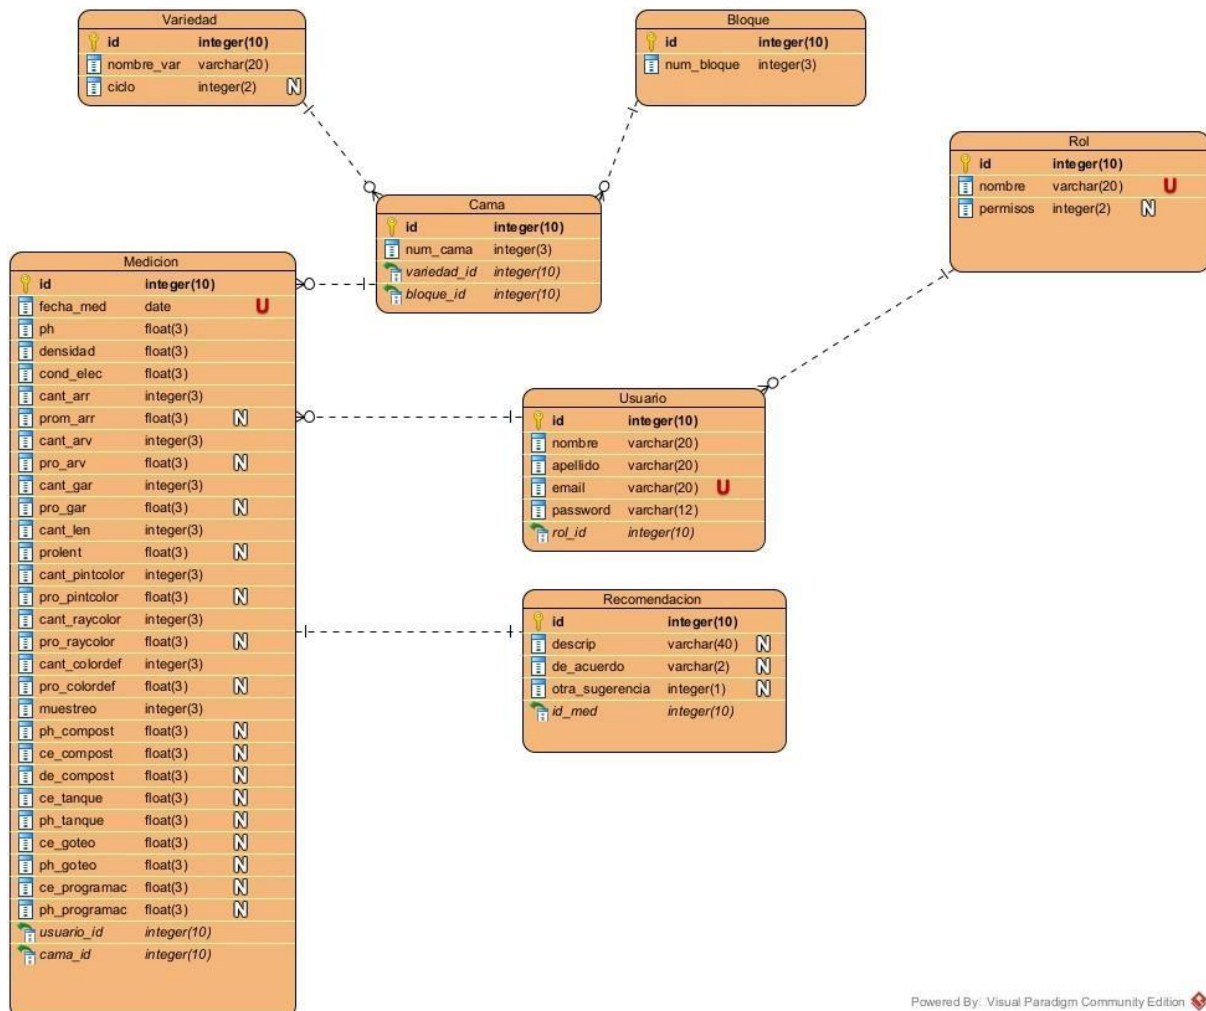 Variedad
id integer(10)
nombre_var varchar(20)
ciclo integer(2) N
Bloque
id integer(10)
num_bloque integer(3)
Rol
id integer(10)
nombre varchar(20) U
permisos integer(2) N
Cama
id integer(10)
num_cama integer(3)
variedad_id integer(10)
bloque_id integer(10)
Medicion
id integer(10)
fecha_med date U
ph float(3)
densidad float(3)
cond_elec float(3)
cant_arr integer(3)
prom_arr float(3) N
cant_arv integer(3)
pro_arv float(3) N
cant_gar integer(3)
pro_gar float(3) N
cant_len integer(3)
prolent float(3) N
cant_pintcolor integer(3)
pro_pintcolor float(3) N
cant_raycolor integer(3)
pro_raycolor float(3) N
cant_colordef integer(3)
pro_colordef float(3) N
muestreo integer(3)
ph_compost float(3) N
ce_compost float(3) N
de_compost float(3) N
ce_tanque float(3) N
ph_tanque float(3) N
ce_goteo float(3) N
ph_goteo float(3) N
ce_programac float(3) N
ph_programac float(3) N
usuario_id integer(10)
cama_id integer(10)
Usuario
id integer(10)
nombre varchar(20)
apellido varchar(20)
email varchar(20) U
password varchar(12)
rol_id integer(10)
Recomendacion
id integer(10)
descrip varchar(40) N
de_acuerdo varchar(2) N
otra_sugerencia integer(1) N
id_med integer(10)
Powered By Visual Paradigm Community Edition